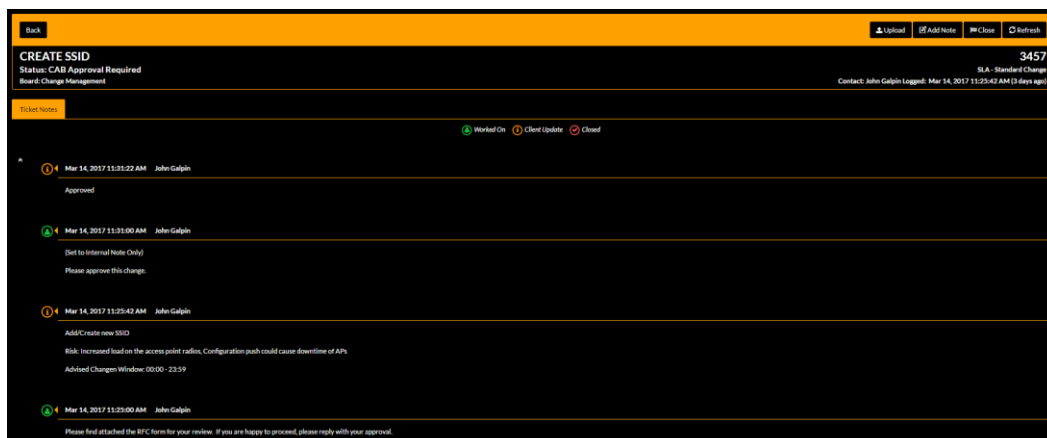 Back
Upload Add Note Close Refresh
CREATE SSID
3457
Status: CAB Approval Required
SLA - Standard Change
Board: Change Management
Contact: John Galpin Logged: Mar 14, 2017 11:25:42 AM (3 days ago)
Ticket Notes
Worked On Client Update Closed
Mar 14, 2017 11:31:22 AM John Galpin
Approved
Mar 14, 2017 11:31:00 AM John Galpin
(Set to Internal Note Only)
Please approve this change.
Mar 14, 2017 11:25:42 AM John Galpin
Add/Create new SSID
Risk: Increased load on the access point radios, Configuration push could cause downtime of APs
Advised Changen Window: 00:00 - 23:59
Mar 14, 2017 11:25:00 AM John Galpin
Please find attached the RFC form for your review. If you are happy to proceed, please reply with your approval.